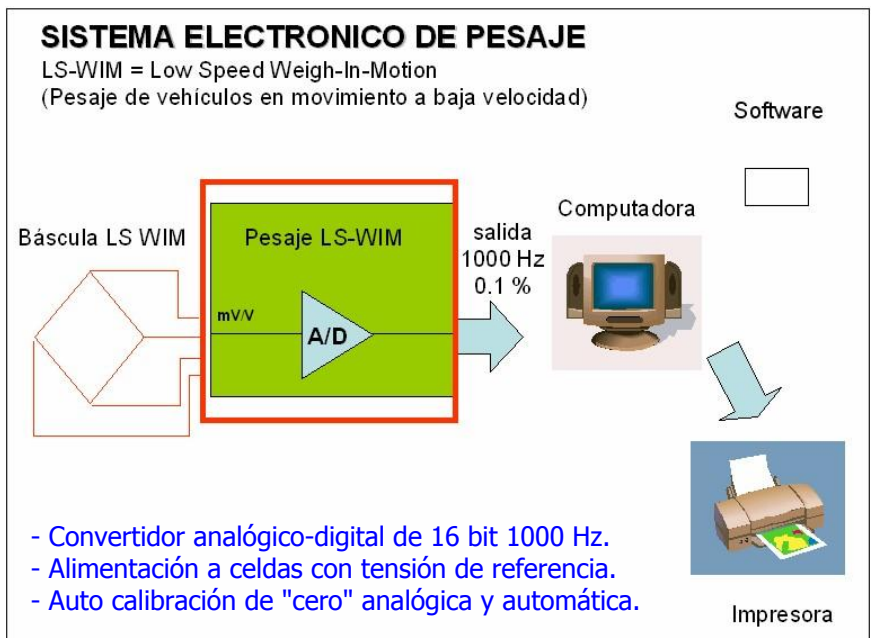 SISTEMA ELECTRONICO DE PESAJE
LS-WIM = Low Speed Weigh-In-Motion
(Pesaje de vehículos en movimiento a baja velocidad)
Software
Computadora
Báscula LS WIM
Pesaje LS-WIM
salida
1000 Hz
0.1 %
mV/V
A/D
- Convertidor analógico-digital de 16 bit 1000 Hz.
- Alimentación a celdas con tensión de referencia.
- Auto calibración de "cero" analógica y automática.
Impresora